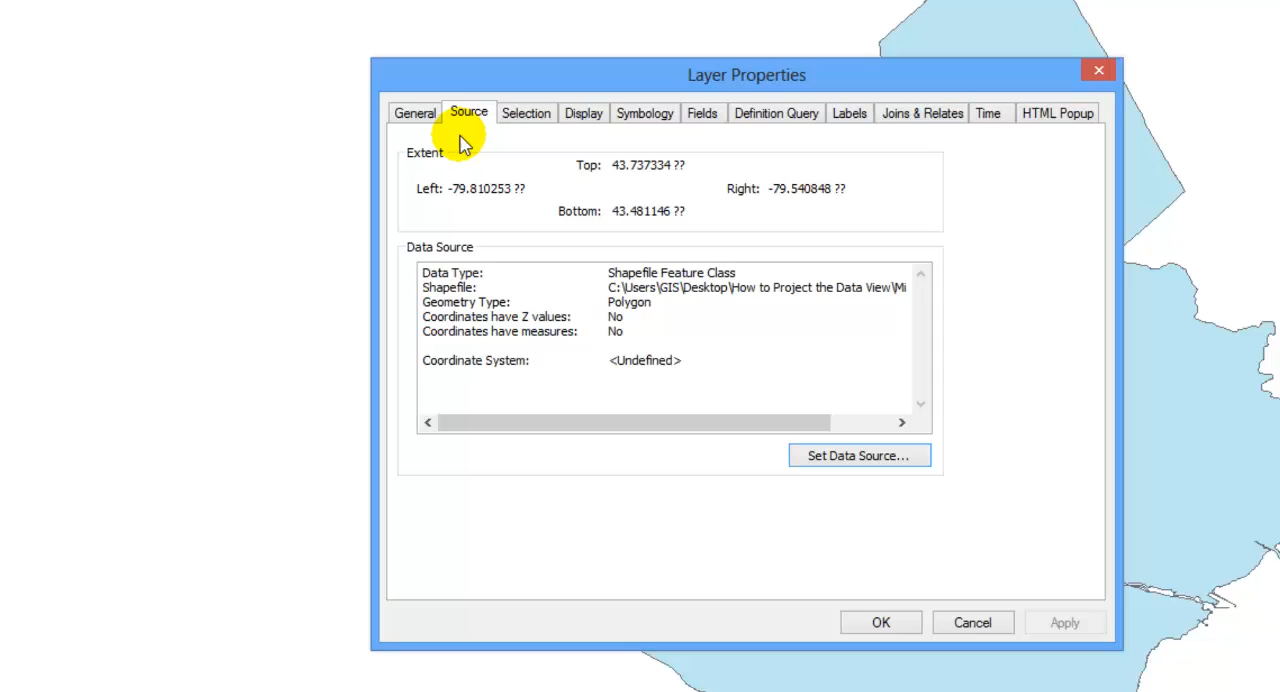 Layer Properties
General Source Selection Display Symbology Fields Definition Query Labels Joins & Relates Time HTML Popup
Extent
Top: 43.737334 ??
Left: -79.810253 ?? Right: -79.540848 ??
Bottom: 43.481146 ??
Data Source
Data Type: Shapefile Feature Class
Shapefile: C:\Users\GIS\Desktop\How to Project the Data View\Mi
Geometry Type: Polygon
Coordinates have Z values: No
Coordinates have measures: No
Coordinate System: <Undefined>
Set Data Source...
OK Cancel Apply